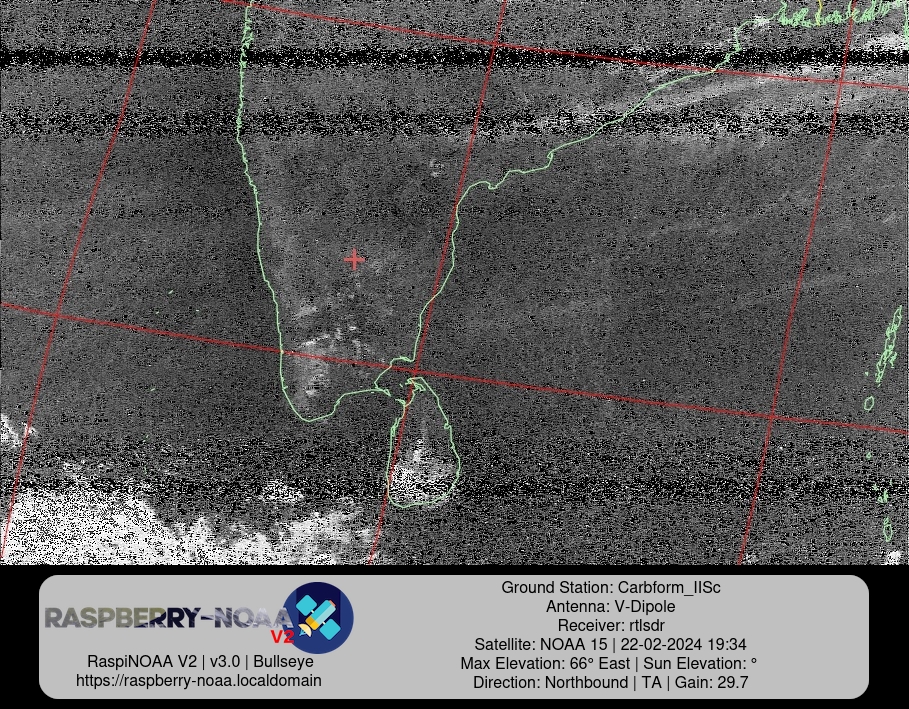 RASPBERRY-NOAA
V2
RaspiNOAA V2 | v3.0 | Bullseye
https://raspberry-noaa.localdomain
Ground Station: Carbform_IISc
Antenna: V-Dipole
Receiver: rtlsdr
Satellite: NOAA 15 | 22-02-2024 19:34
Max Elevation: 66° East | Sun Elevation: °
Direction: Northbound | TA | Gain: 29.7